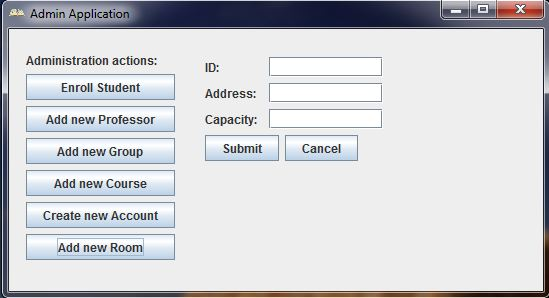 Admin Application
Administration actions:
Enroll Student
Add new Professor
Add new Group
Add new Course
Create new Account
Add new Room
ID:
Address:
Capacity:
Submit Cancel